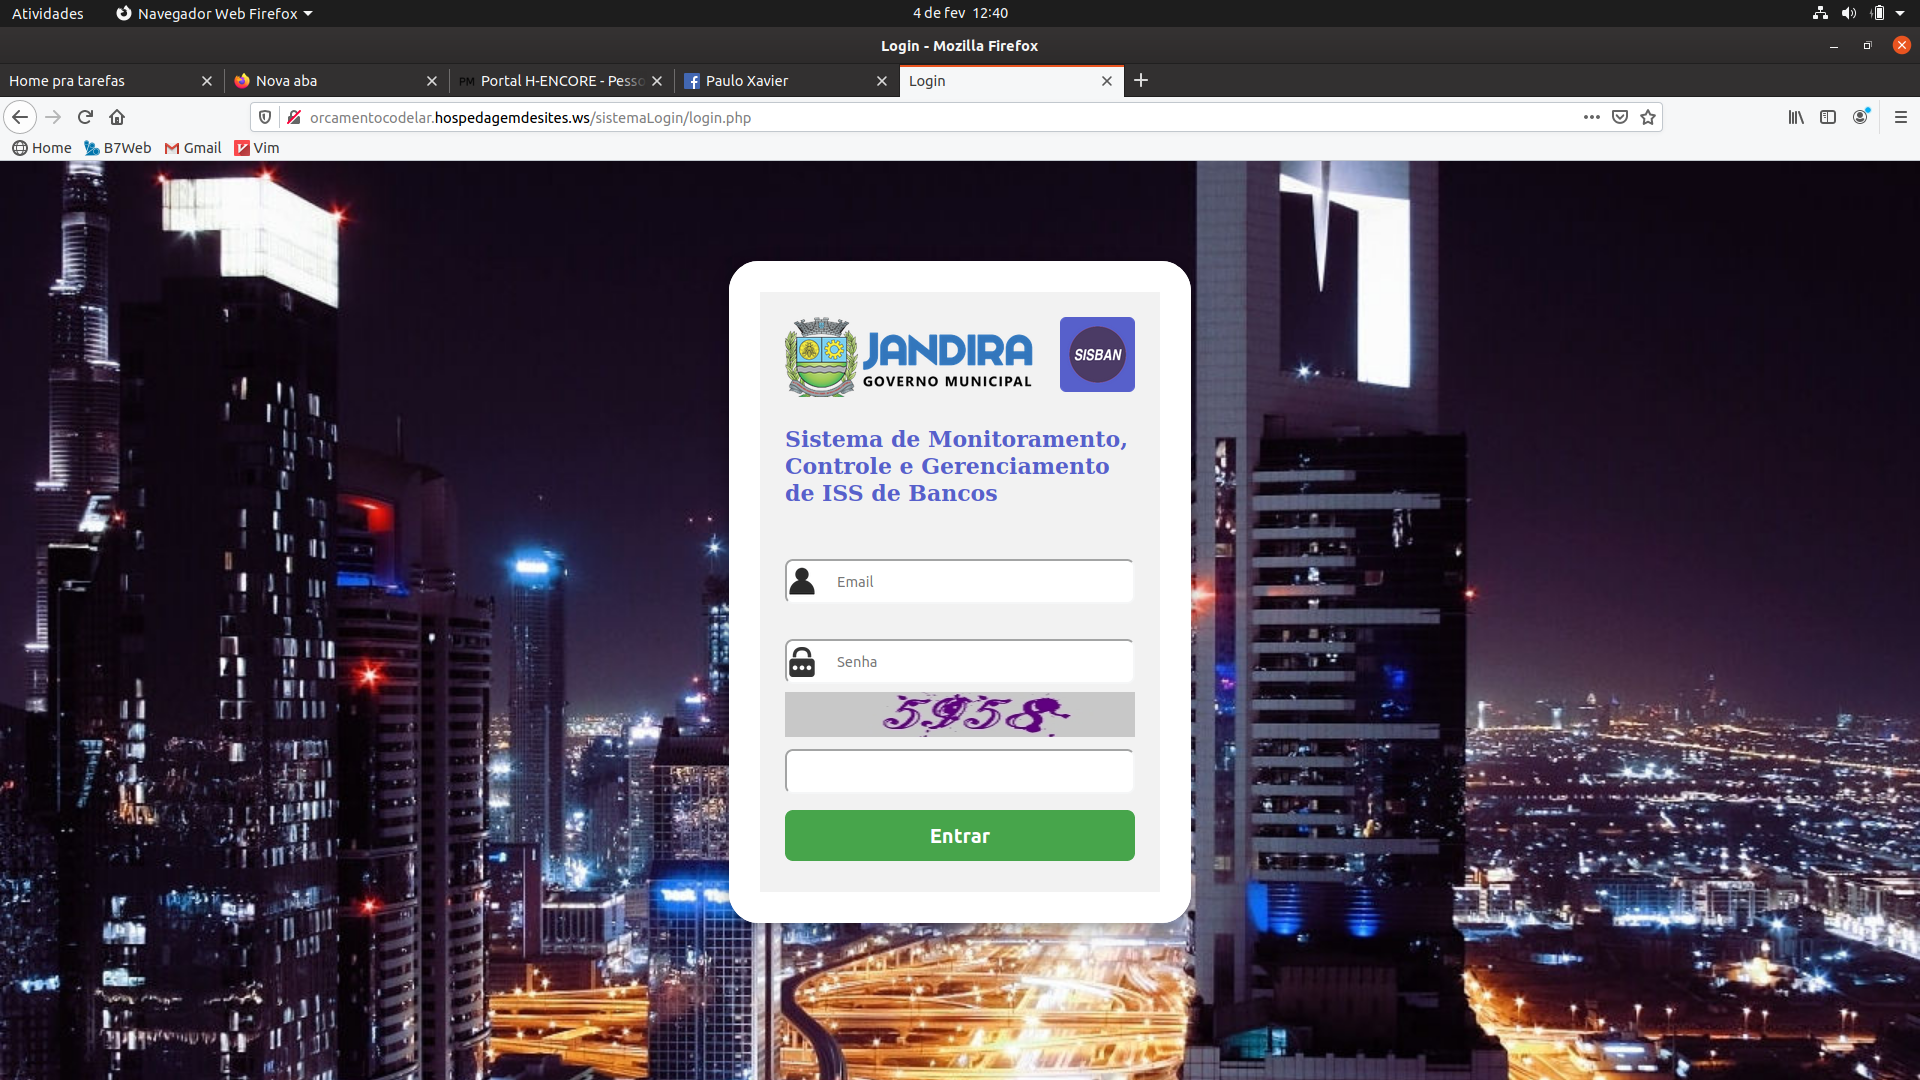 Atividades
Navegador Web Firefox
4 de fev 12:40
Login - Mozilla Firefox
Home pra tarefas
Nova aba
PM Portal H-ENCORE - Pesso
Paulo Xavier
Login
orcamentocodelar.hospedagemdesites.ws/sistemaLogin/login.php
Home
B7Web
Gmail
Vim
JANDIRA
GOVERNO MUNICIPAL
SISBAN
Sistema de Monitoramento,
Controle e Gerenciamento
de ISS de Bancos
Email
Senha
5958
Entrar